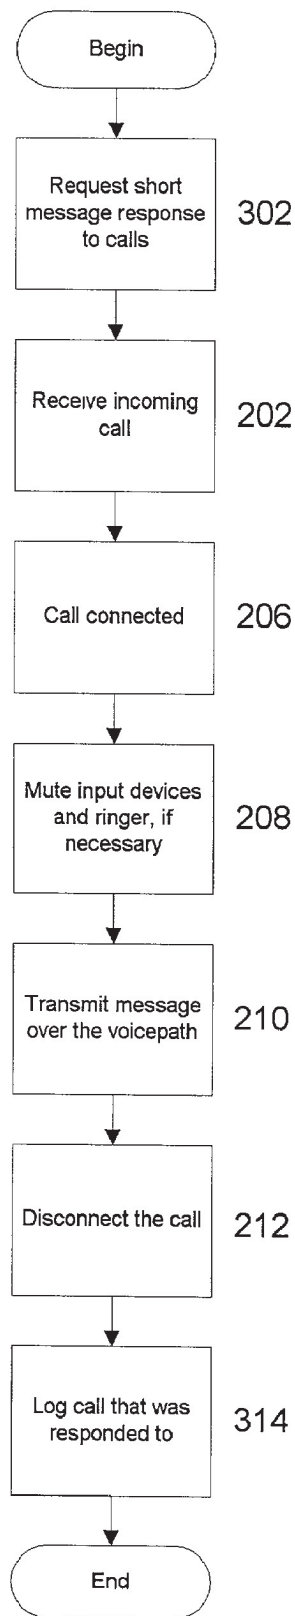 Begin
Request short
message response
to calls
302
Receive incoming
call
202
Call connected
206
Mute input devices
and ringer, if
necessary
208
Transmit message
over the voicepath
210
Disconnect the call
212
Log call that was
responded to
314
End